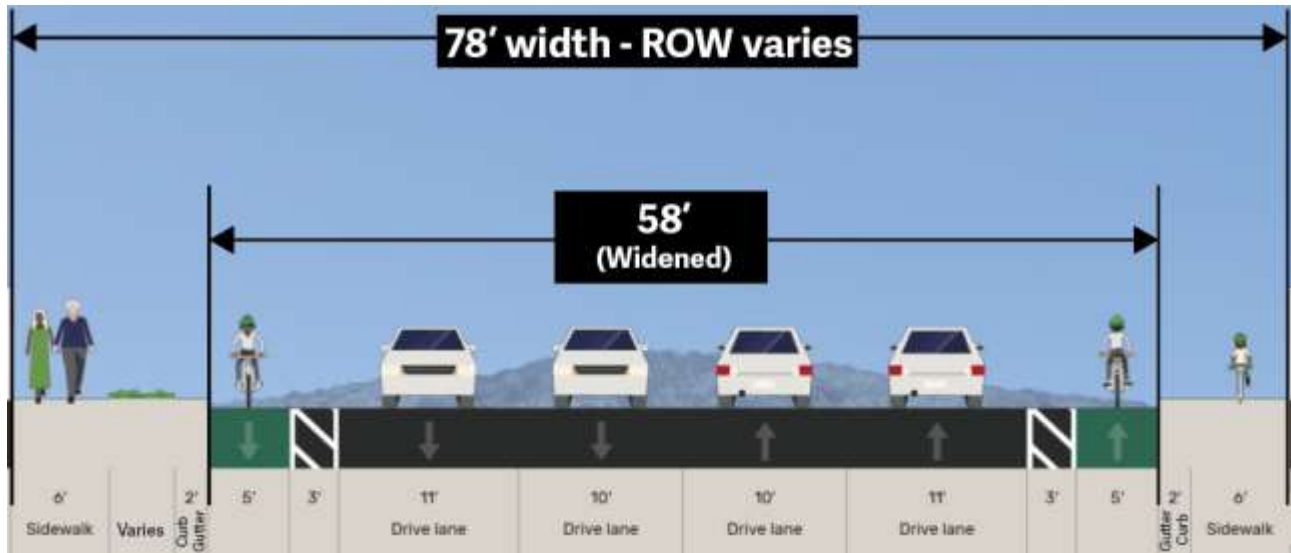 78' width - ROW varies
58'
(Widened)
6' 2' 5' 3' 11' 10' 10' 11' 3' 5' 2' 6'
Sidewalk Varies Curb Gutter Drive lane Drive lane Drive lane Drive lane Gutter Curb Sidewalk